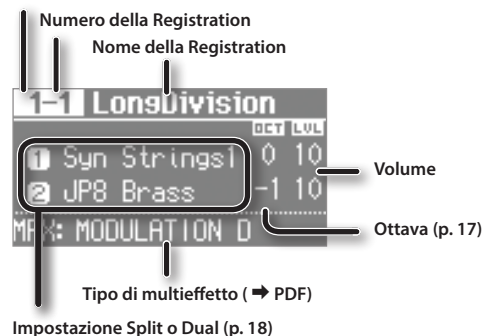 Numero della Registration
Nome della Registration
1-1 LongDivision
OCT LVL
1 Syn Strings1 0 10
2 JP8 Brass -1 10
Volume
MFX: MODULATION D
Ottava (p. 17)
Tipo di multieffetto ( ➡ PDF)
Impostazione Split o Dual (p. 18)